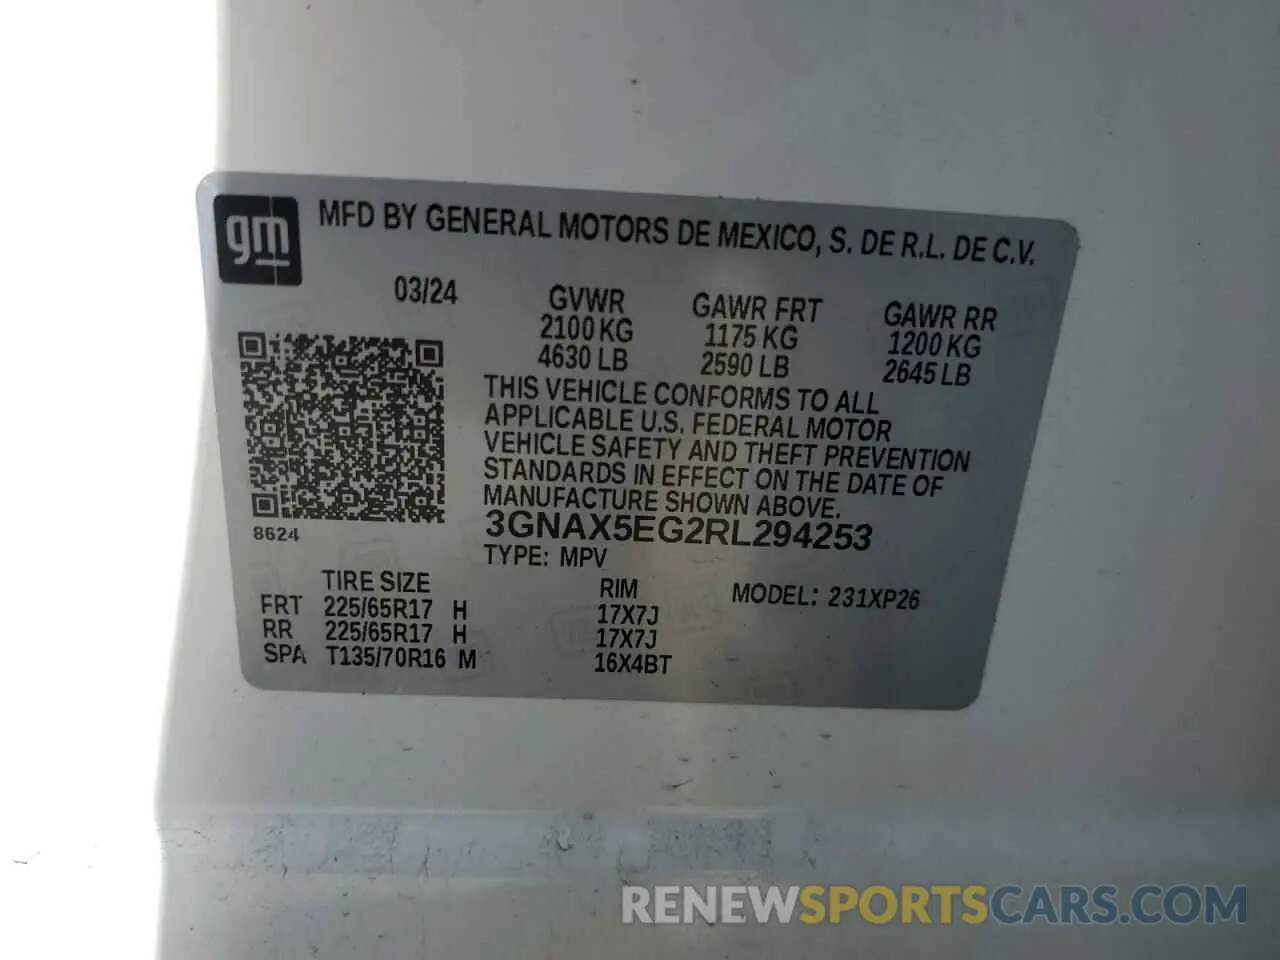 gm
MFD BY GENERAL MOTORS DE MEXICO, S. DE R.L. DE C.V.
03/24 GVWR GAWR FRT GAWR RR
2100 KG 1175 KG 1200 KG
4630 LB 2590 LB 2645 LB
THIS VEHICLE CONFORMS TO ALL
APPLICABLE U.S. FEDERAL MOTOR
VEHICLE SAFETY AND THEFT PREVENTION
STANDARDS IN EFFECT ON THE DATE OF
MANUFACTURE SHOWN ABOVE.
8624 3GNAX5EG2RL294253
TYPE: MPV
TIRE SIZE RIM MODEL: 231XP26
FRT 225/65R17 H 17X7J
RR 225/65R17 H 17X7J
SPA T135/70R16 M 16X4BT
RENEWSPORTSCARS.COM